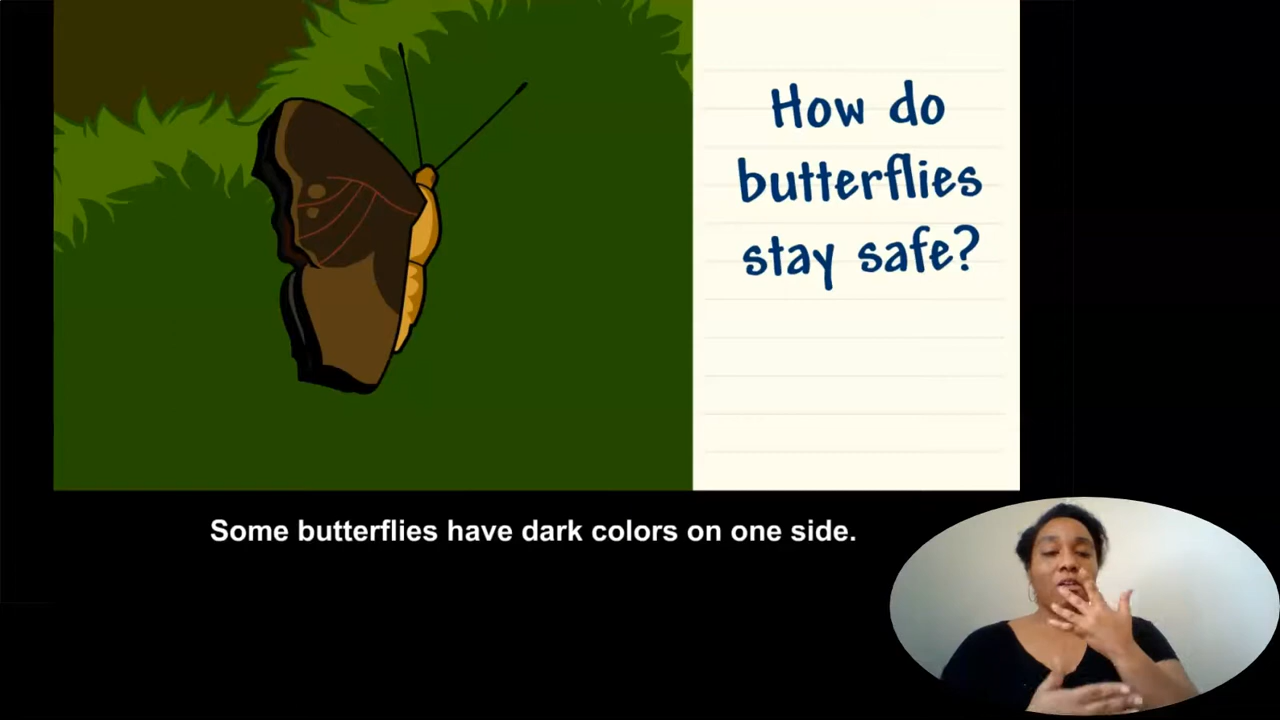 How do
butterflies
stay safe?
Some butterflies have dark colors on one side.